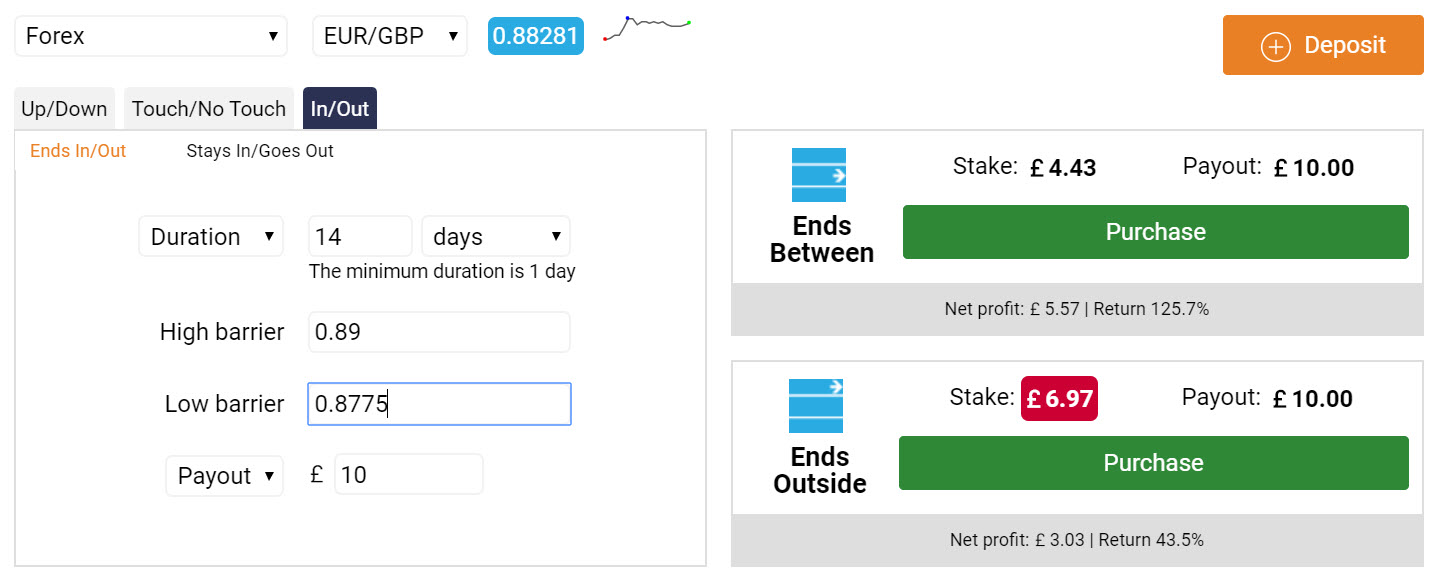 Forex EUR/GBP 0.88281
Deposit
Up/Down Touch/No Touch In/Out
Ends In/Out Stays In/Goes Out
Duration 14 days
The minimum duration is 1 day
High barrier 0.89
Low barrier 0.8775
Payout £ 10
Stake: £ 4.43 Payout: £ 10.00
Ends
Between
Purchase
Net profit: £ 5.57 | Return 125.7%
Stake: £ 6.97 Payout: £ 10.00
Ends
Outside
Purchase
Net profit: £ 3.03 | Return 43.5%